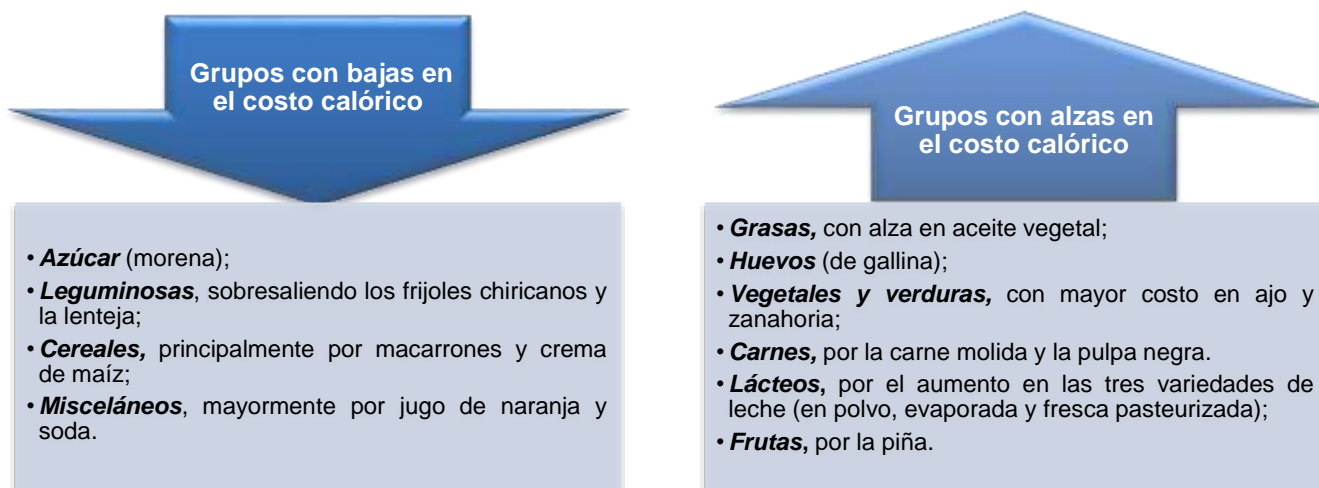 Grupos con bajas en
el costo calórico
• Azúcar (morena);
• Leguminosas, sobresaliendo los frijoles chiricanos y
la lenteja;
• Cereales, principalmente por macarrones y crema
de maíz;
• Misceláneos, mayormente por jugo de naranja y
soda.
Grupos con alzas en
el costo calórico
• Grasas, con alza en aceite vegetal;
• Huevos (de gallina);
• Vegetales y verduras, con mayor costo en ajo y
zanahoria;
• Carnes, por la carne molida y la pulpa negra.
• Lácteos, por el aumento en las tres variedades de
leche (en polvo, evaporada y fresca pasteurizada);
• Frutas, por la piña.